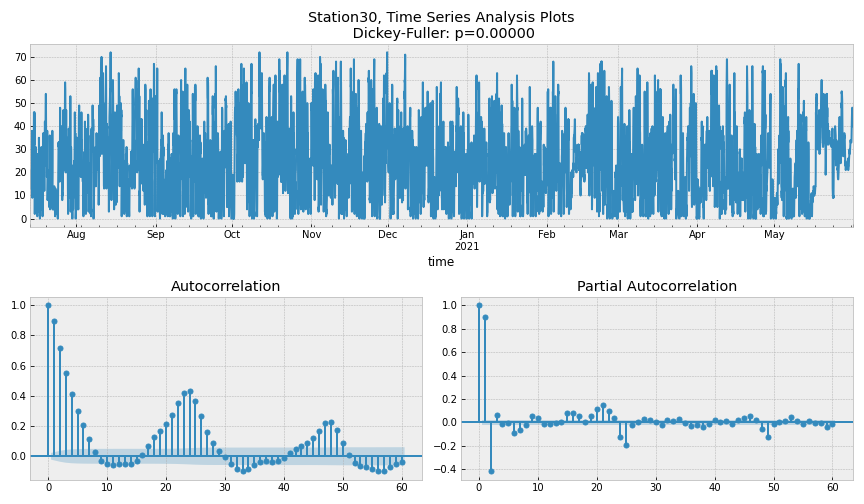 Station30, Time Series Analysis Plots
Dickey-Fuller: p=0.00000
70
60
50
40
30
20
10
0
Aug Sep Oct Nov Dec Jan Feb Mar Apr May
2021
time
Autocorrelation Partial Autocorrelation
1.0 1.0
0.8 0.8
0.6 0.6
0.4 0.4
0.2 0.2
0.0 0.0
−0.2
−0.4
0 10 20 30 40 50 60 0 10 20 30 40 50 60